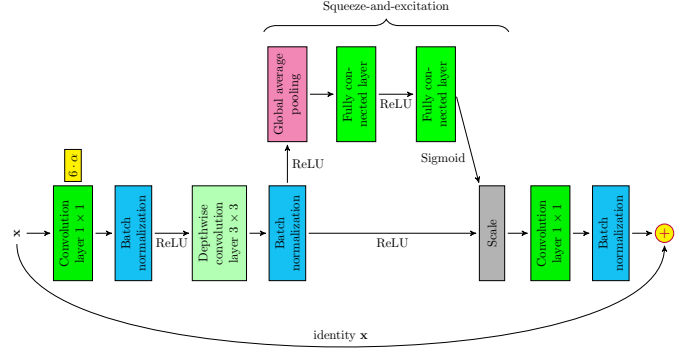 Squeeze-and-excitation
Global average
pooling
Fully con-
nected layer
ReLU
Fully con-
nected layer
6 · α
ReLU
Sigmoid
x
Convolution
layer 1 × 1
Batch
normalization
ReLU
Depthwise
convolution
layer 3 × 3
Batch
normalization
ReLU
Scale
Convolution
layer 1 × 1
Batch
normalization
+
identity x